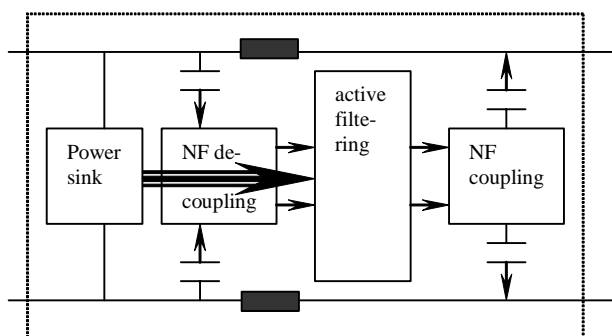 Power
sink
NF de-
coupling
active
filte-
ring
NF
coupling